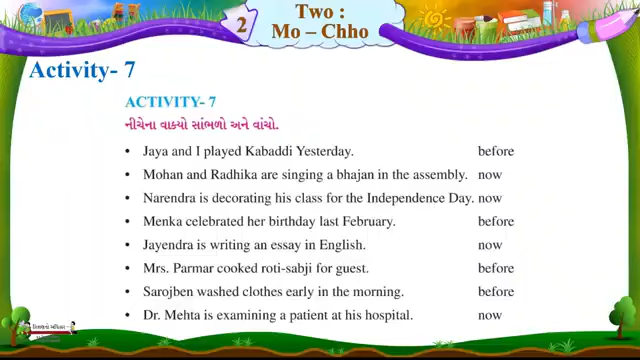 2
Two :
Mo – Chho
Activity- 7
ACTIVITY- 7
નીચેના વાક્યો સાંભળો અને વાંચો.
• Jaya and I played Kabaddi Yesterday. before
• Mohan and Radhika are singing a bhajan in the assembly. now
• Narendra is decorating his class for the Independence Day. now
• Menka celebrated her birthday last February. before
• Jayendra is writing an essay in English. now
• Mrs. Parmar cooked roti-sabji for guest. before
• Sarojben washed clothes early in the morning. before
• Dr. Mehta is examining a patient at his hospital. now